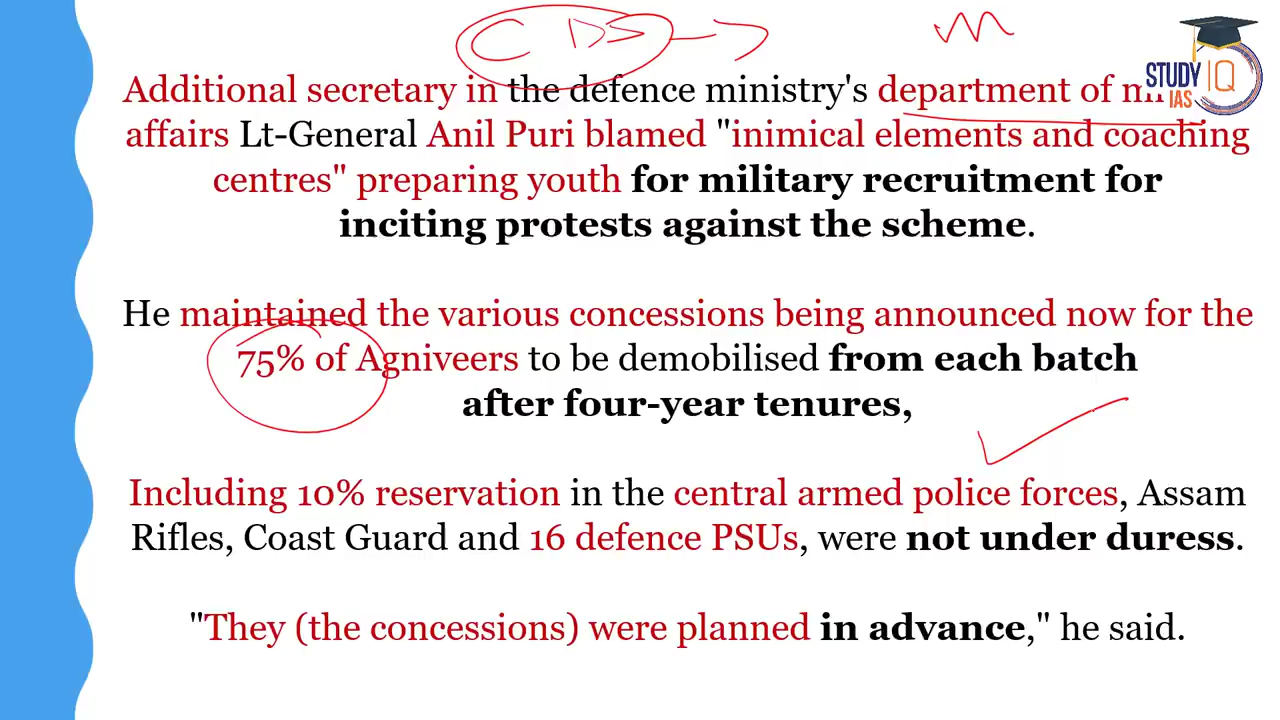 CDS
M
STUDY IQ
IAS
Additional secretary in the defence ministry's department of
affairs Lt-General Anil Puri blamed "inimical elements and coaching
centres" preparing youth for military recruitment for
inciting protests against the scheme.
He maintained the various concessions being announced now for the
75% of Agniveers to be demobilised from each batch
after four-year tenures,
Including 10% reservation in the central armed police forces, Assam
Rifles, Coast Guard and 16 defence PSUs, were not under duress.
"They (the concessions) were planned in advance," he said.